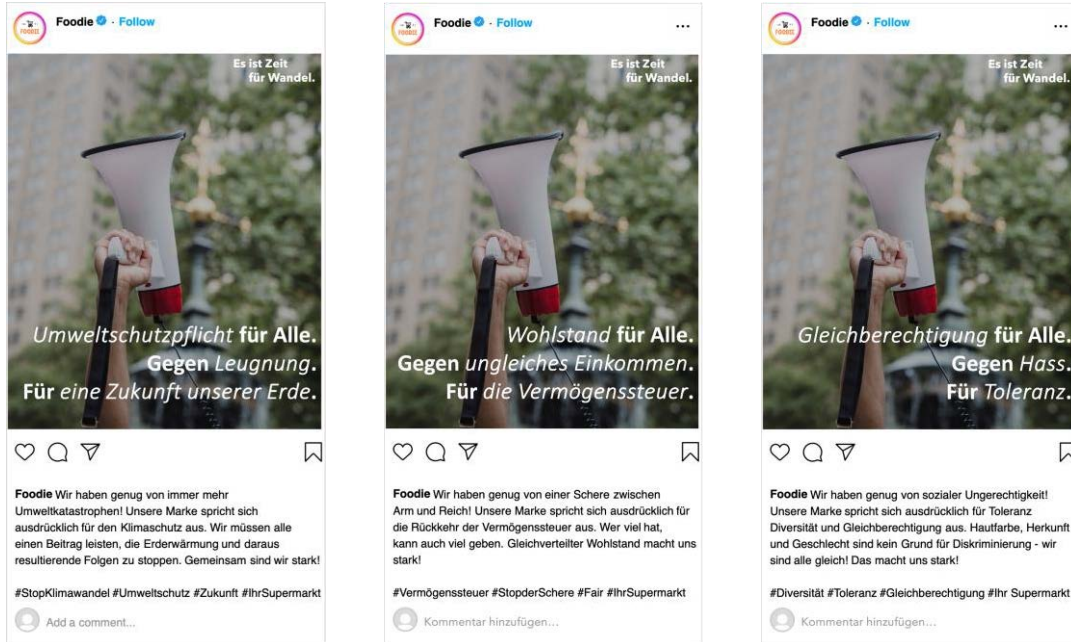 FOODIE
Foodie · Follow
Es ist Zeit
für Wandel.
Umweltschutzpflicht für Alle.
Gegen Leugnung.
Für eine Zukunft unserer Erde.
Foodie Wir haben genug von immer mehr
Umweltkatastrophen! Unsere Marke spricht sich
ausdrücklich für den Klimaschutz aus. Wir müssen alle
einen Beitrag leisten, die Erderwärmung und daraus
resultierende Folgen zu stoppen. Gemeinsam sind wir stark!
#StopKlimawandel #Umweltschutz #Zukunft #IhrSupermarkt
Add a comment...
FOODIE
Foodie · Follow
Es ist Zeit
für Wandel.
Wohlstand für Alle.
Gegen ungleiches Einkommen.
Für die Vermögenssteuer.
Foodie Wir haben genug von einer Schere zwischen
Arm und Reich! Unsere Marke spricht sich ausdrücklich für
die Rückkehr der Vermögenssteuer aus. Wer viel hat,
kann auch viel geben. Gleichverteilter Wohlstand macht uns
stark!
#Vermögenssteuer #StopderSchere #Fair #IhrSupermarkt
Kommentar hinzufügen...
FOODIE
Foodie · Follow
Es ist Zeit
für Wandel.
Gleichberechtigung für Alle.
Gegen Hass.
Für Toleranz.
Foodie Wir haben genug von sozialer Ungerechtigkeit!
Unsere Marke spricht sich ausdrücklich für Toleranz
Diversität und Gleichberechtigung aus. Hautfarbe, Herkunft
und Geschlecht sind kein Grund für Diskriminierung - wir
sind alle gleich! Das macht uns stark!
#Diversität #Toleranz #Gleichberechtigung #Ihr Supermarkt
Kommentar hinzufügen...